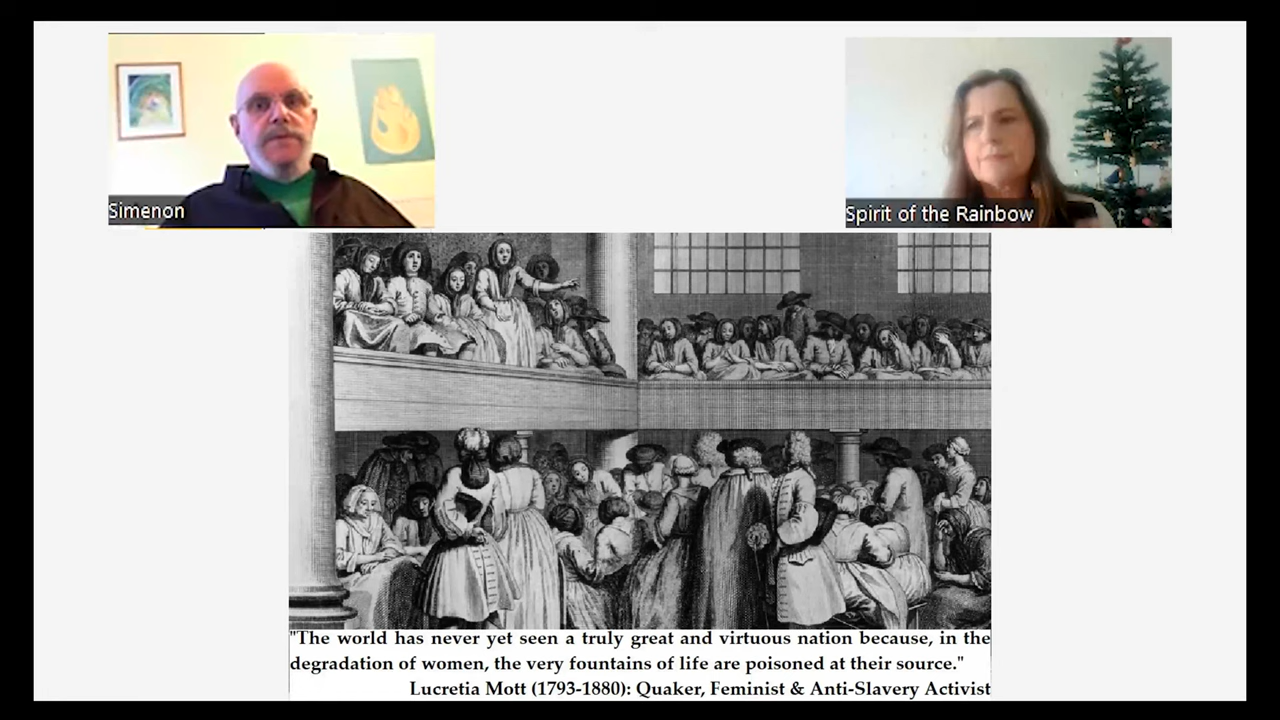 Simenon
Spirit of the Rainbow
"The world has never yet seen a truly great and virtuous nation because, in the
degradation of women, the very fountains of life are poisoned at their source."
Lucretia Mott (1793-1880): Quaker, Feminist & Anti-Slavery Activist